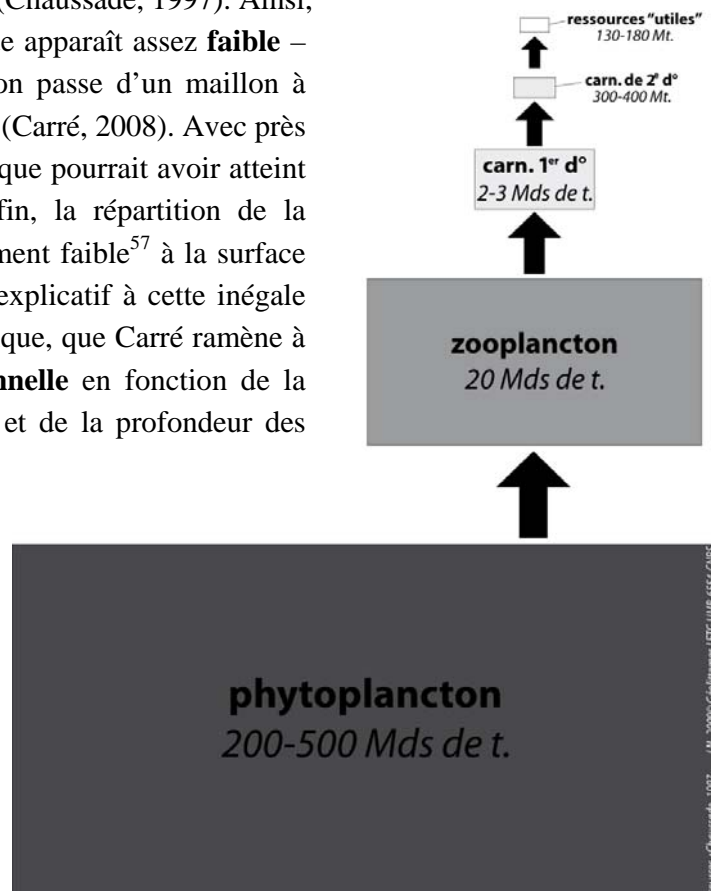 (Chaussade, 1997). Ainsi,
e apparaît assez faible –
on passe d'un maillon à
(Carré, 2008). Avec près
que pourrait avoir atteint
fin, la répartition de la
ment faible57 à la surface
explicatif à cette inégale
que, que Carré ramène à
nnelle en fonction de la
et de la profondeur des
ressources "utiles"
130-180 Mt.
carn. de 2e d°
300-400 Mt.
carn. 1er d°
2-3 Mds de t.
zooplancton
20 Mds de t.
phytoplancton
200-500 Mds de t.